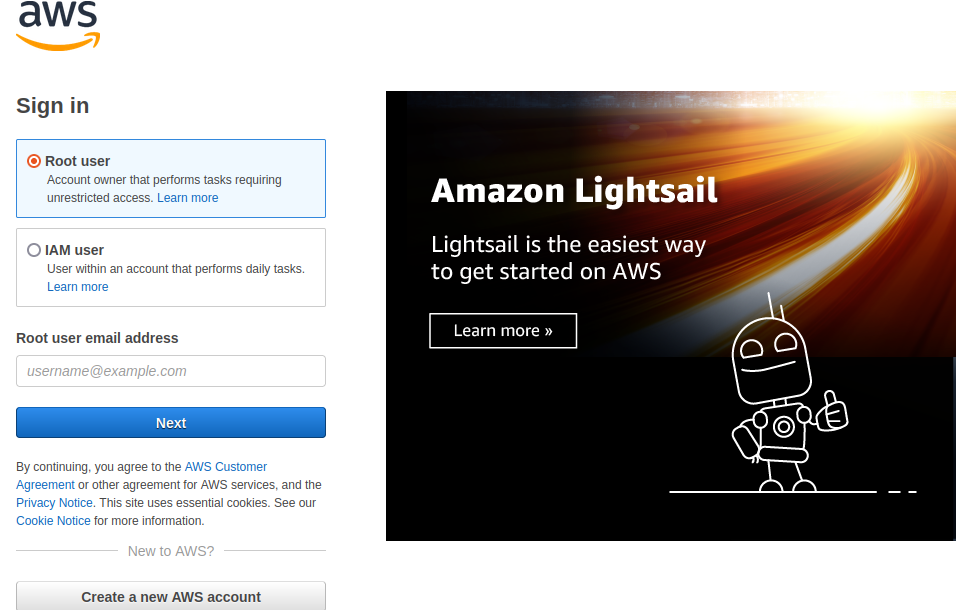 aws
Sign in
Root user
Account owner that performs tasks requiring
unrestricted access. Learn more
IAM user
User within an account that performs daily tasks.
Learn more
Root user email address
username@example.com
Next
By continuing, you agree to the AWS Customer
Agreement or other agreement for AWS services, and the
Privacy Notice. This site uses essential cookies. See our
Cookie Notice for more information.
New to AWS?
Create a new AWS account
Amazon Lightsail
Lightsail is the easiest way
to get started on AWS
Learn more »